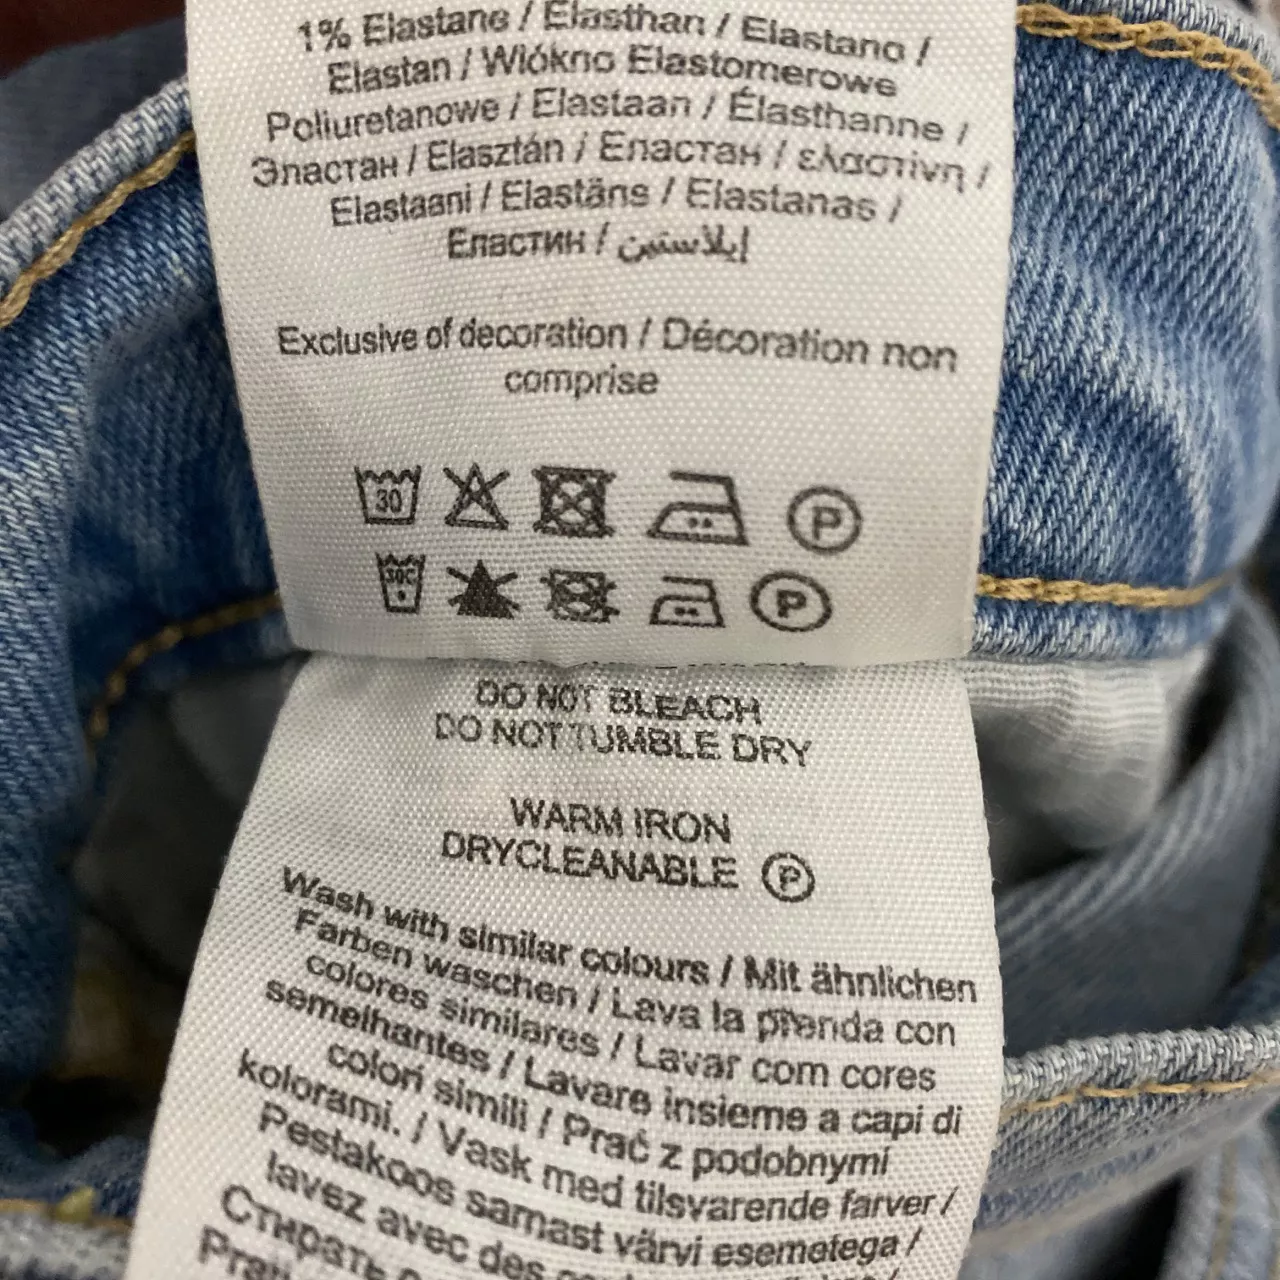 1% Elastane / Elasthan / Elastano /
Elastan / Włókno Elastomerowe
Poliuretanowe / Elastaan / Élasthanne /
Эластан / Elasztán / Еластан / ελαστίνη /
Elastaani / Elastāns / Elastanas /
Еластин / إيلاستين
Exclusive of decoration / Décoration non
comprise
30 P
30C P
DO NOT BLEACH
DO NOT TUMBLE DRY
WARM IRON
DRYCLEANABLE P
Wash with similar colours / Mit ähnlichen
Farben waschen / Lava la prenda con
colores similares / Lavar com cores
semelhantes / Lavare insieme a capi di
colori simili / Prać z podobnymi
kolorami. / Vask med tilsvarende farver /
Pestakoos samast värvi esemetega /
lavez avec des
Стирать